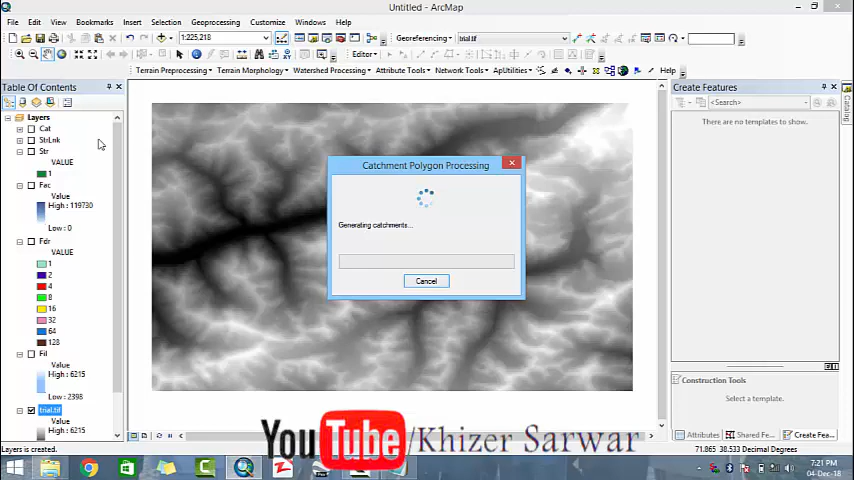 Untitled - ArcMap
File Edit View Bookmarks Insert Selection Geoprocessing Customize Windows Help
1:225,218
Editor
Georeferencing
trial.tif
Terrain Preprocessing Terrain Morphology Watershed Processing Attribute Tools Network Tools ApUtilities
Help
Table Of Contents
Layers
Cat
StrLnk
Str
VALUE
1
Fac
Value
High : 119730
Low : 0
Fdr
VALUE
1
2
4
8
16
32
64
128
Fil
Value
High : 6215
Low : 2398
trial.tif
Value
High : 6215
Catchment Polygon Processing
Generating catchments...
Cancel
Create Features
<Search>
There are no templates to show.
Catalog
Construction Tools
Select a template.
Attributes
Shared Fe...
Create Fea...
Layers is created.
71.865 38.533 Decimal Degrees
YouTube/Khizer Sarwar
7:21 PM
04-Dec-18